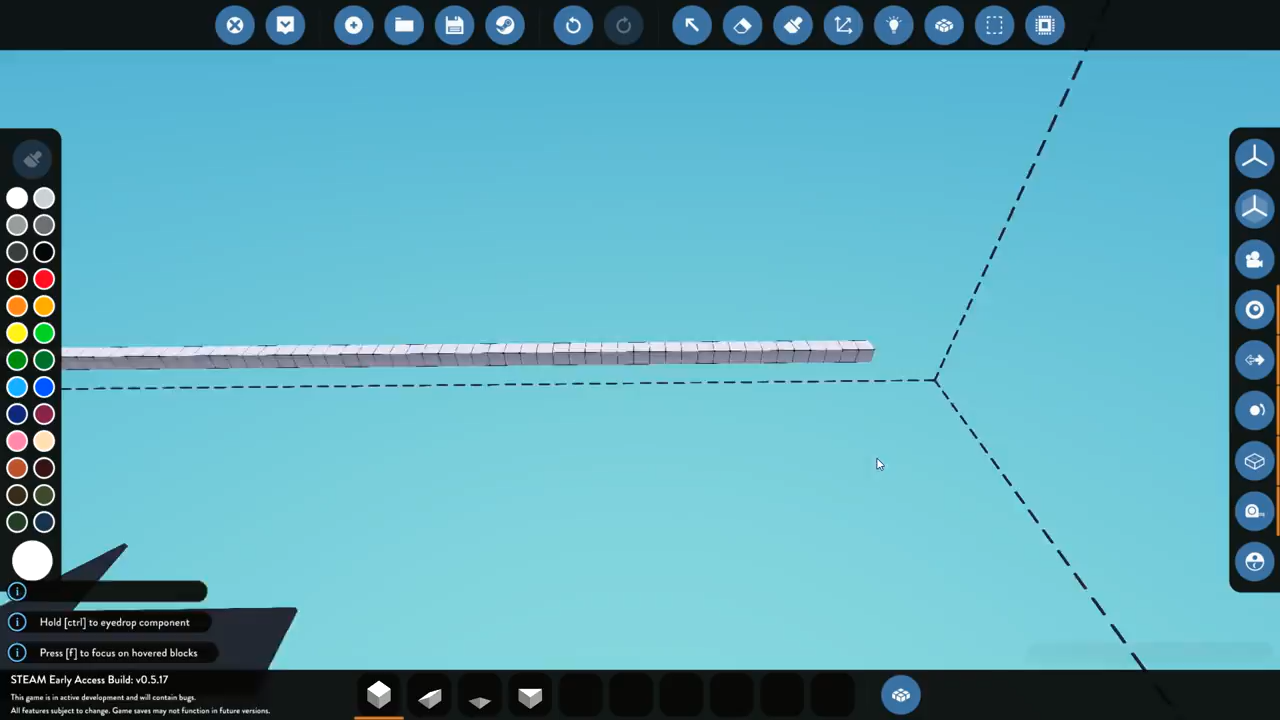 Hold [ctrl] to eyedrop component
Press [f] to focus on hovered blocks
STEAM Early Access Build: v0.5.17
This game is in active development and will contain bugs.
All features subject to change. Game saves may not function in future versions.